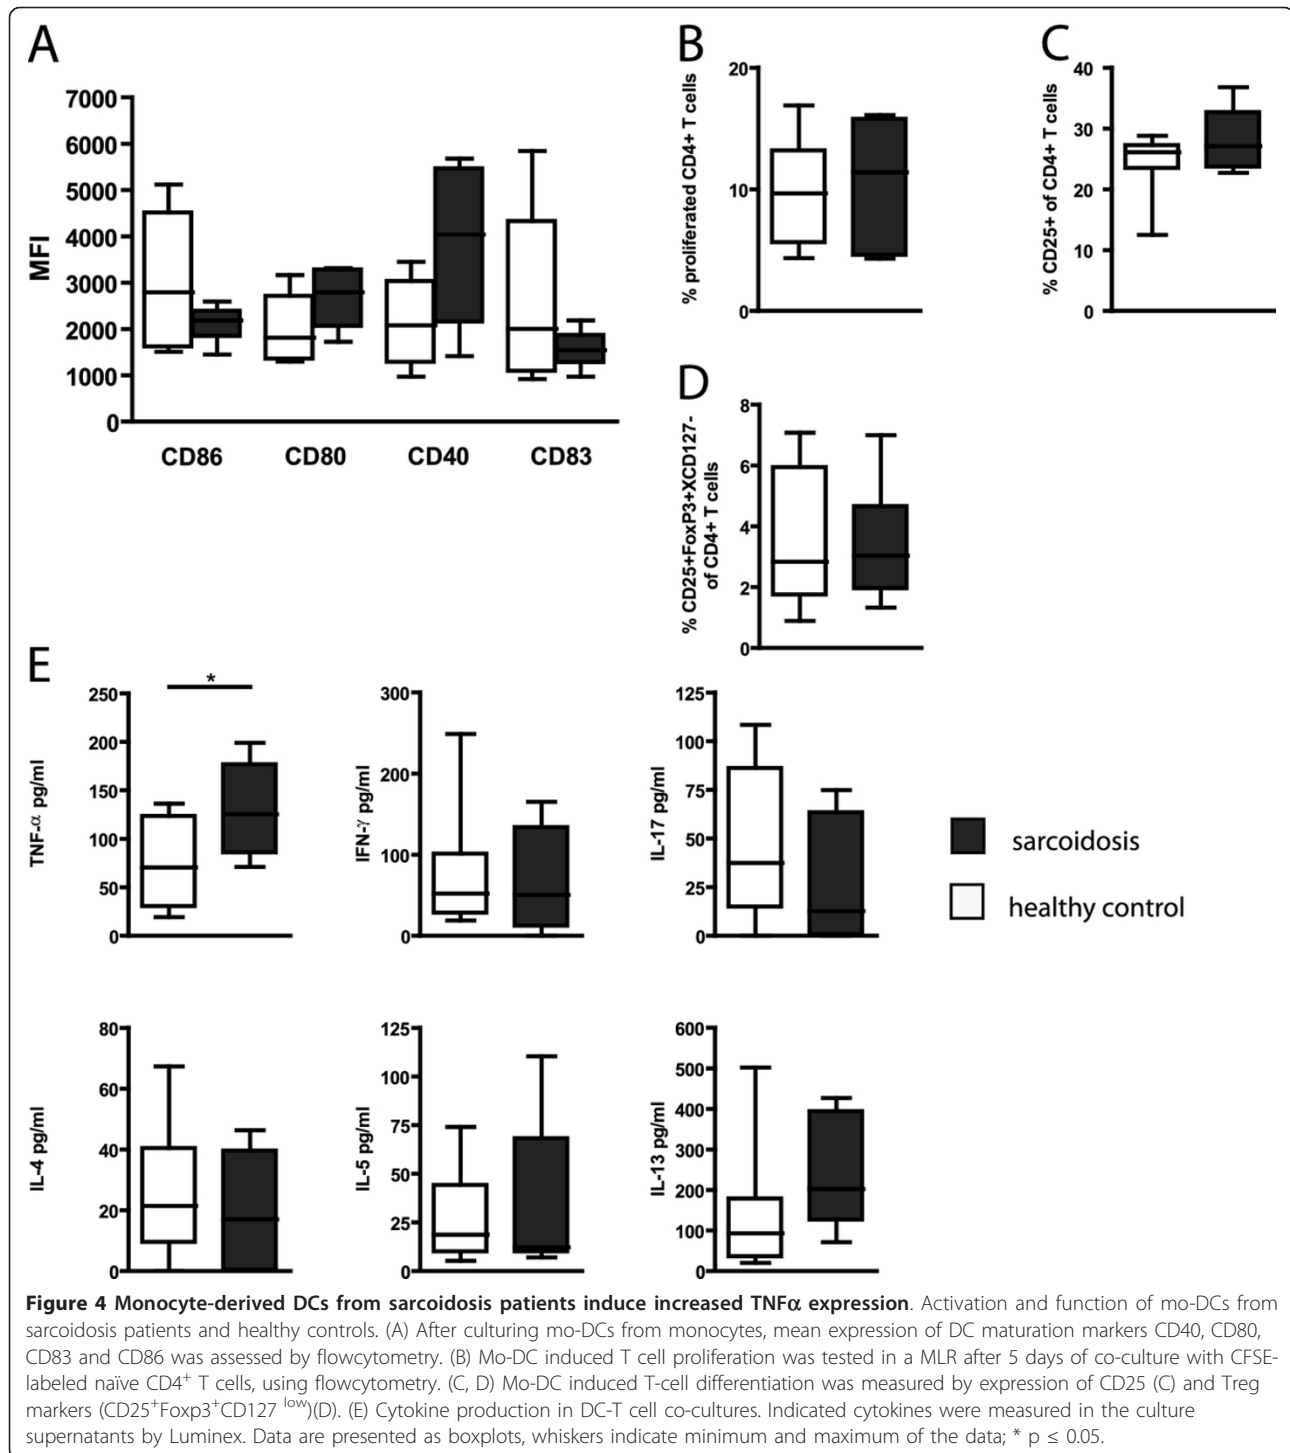 A
7000
6000
5000
4000
3000
2000
1000
0
MFI
CD86 CD80 CD40 CD83
B
20
10
0
% proliferated CD4+ T cells
C
40
30
20
10
0
% CD25+ of CD4+ T cells
D
8
6
4
2
0
% CD25+FoxP3+XCD127-
of CD4+ T cells
E
*
250
200
150
100
50
0
TNF-α pg/ml
300
200
100
0
IFN-γ pg/ml
125
100
75
50
25
0
IL-17 pg/ml
sarcoidosis
healthy control
80
60
40
20
0
IL-4 pg/ml
125
100
75
50
25
0
IL-5 pg/ml
600
500
400
300
200
100
0
IL-13 pg/ml
Figure 4 Monocyte-derived DCs from sarcoidosis patients induce increased TNFα expression. Activation and function of mo-DCs from
sarcoidosis patients and healthy controls. (A) After culturing mo-DCs from monocytes, mean expression of DC maturation markers CD40, CD80,
CD83 and CD86 was assessed by flowcytometry. (B) Mo-DC induced T cell proliferation was tested in a MLR after 5 days of co-culture with CFSE-
labeled naïve CD4⁺ T cells, using flowcytometry. (C, D) Mo-DC induced T-cell differentiation was measured by expression of CD25 (C) and Treg
markers (CD25⁺Foxp3⁺CD127 ˡᵒʷ)(D). (E) Cytokine production in DC-T cell co-cultures. Indicated cytokines were measured in the culture
supernatants by Luminex. Data are presented as boxplots, whiskers indicate minimum and maximum of the data; * p ≤ 0.05.